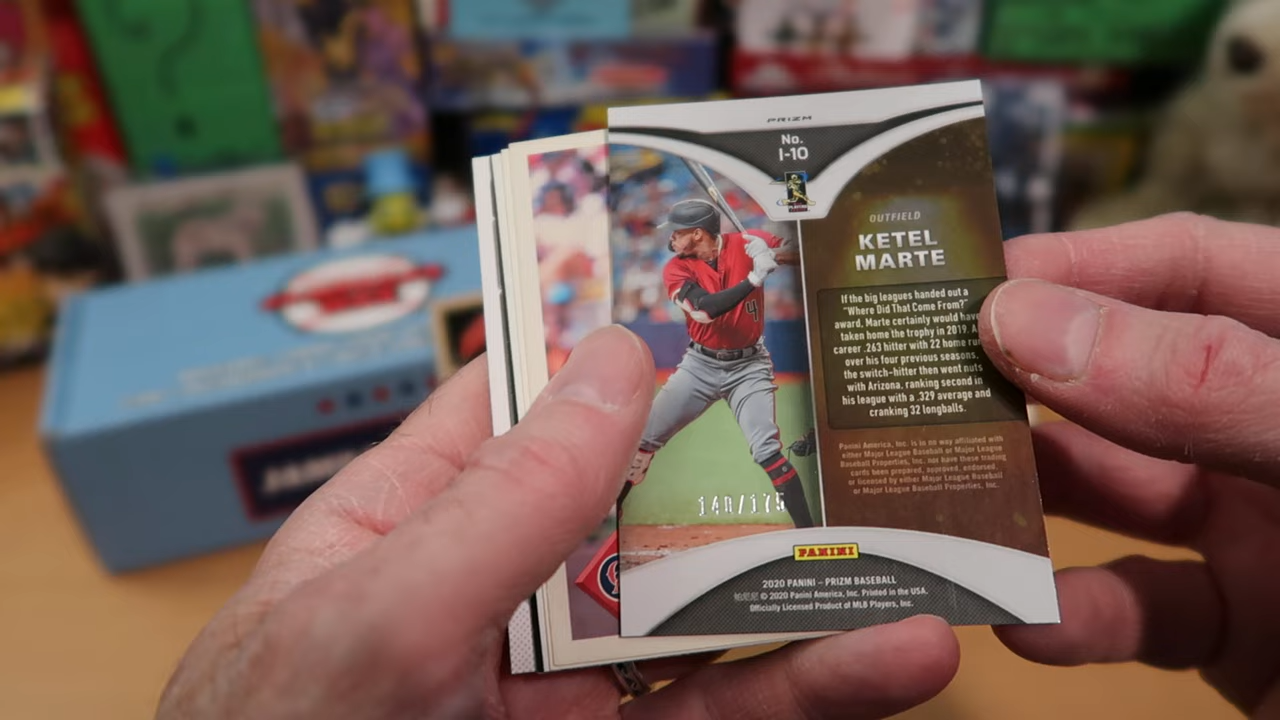 PRIZM
No.
I-10
OUTFIELD
KETEL
MARTE
If the big leagues handed out a
"Where Did That Come From?"
award, Marte certainly would have
taken home the trophy in 2019. A
career .263 hitter with 22 home run
over his four previous seasons,
the switch-hitter then went nuts
with Arizona, ranking second in
his league with a .329 average and
cranking 32 longballs.
Panini America, Inc. is in no way affiliated with
either Major League Baseball or Major League
Baseball Properties, Inc. nor have these trading
cards been prepared, approved, endorsed,
or licensed by either Major League Baseball
or Major League Baseball Properties, Inc.
4
140/175
PANINI
2020 PANINI – PRIZM BASEBALL
© 2020 Panini America, Inc. Printed in the USA.
Officially Licensed Product of MLB Players, Inc.